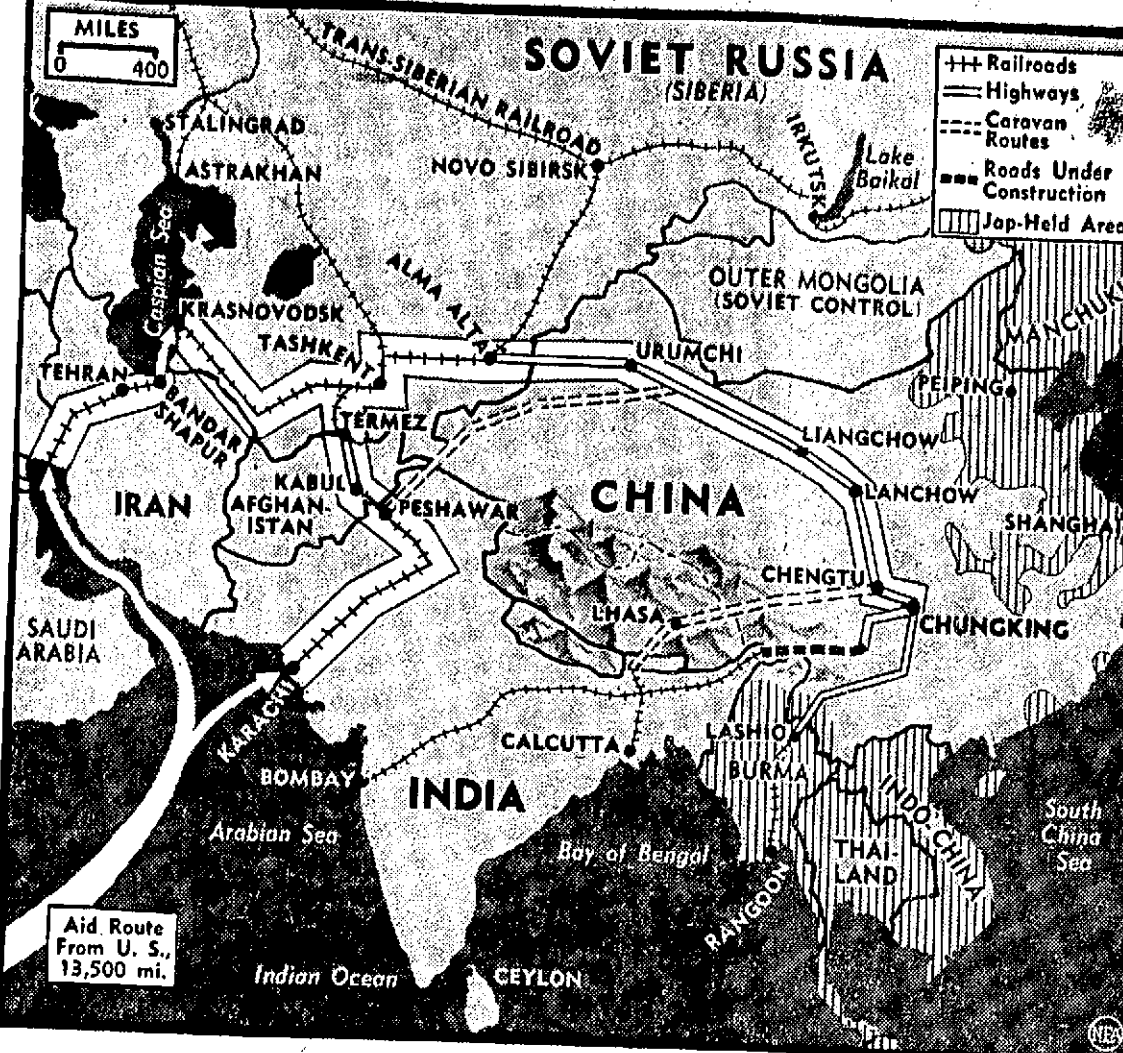 MILES
0 400
SOVIET RUSSIA
(SIBERIA)
Railroads
Highways
Caravan
Routes
Roads Under
Construction
Jap-Held Area
TRANS-SIBERIAN RAILROAD
STALINGRAD
ASTRAKHAN
NOVO SIBIRSK
IRKUTSK
Lake
Baikal
Caspian Sea
ALMA ALTA
OUTER MONGOLIA
(SOVIET CONTROL)
MANCHUKU
KRASNOVODSK
TASHKENT
URUMCHI
TEHRAN
BANDAR
SHAPUR
PEIPING
TERMEZ
LIANGCHOW
KABUL
LANCHOW
IRAN
AFGHAN-
ISTAN
PESHAWAR
CHINA
SHANGHAI
CHENGTU
LHASA
CHUNGKING
SAUDI
ARABIA
KARACHI
CALCUTTA
LASHIO
BOMBAY
INDIA
BURMA
INDO CHINA
Arabian Sea
Bay of Bengal
THAI-
LAND
South
China
Sea
RANGOON
Aid Route
From U. S.,
13,500 mi.
Indian Ocean
CEYLON
NEA